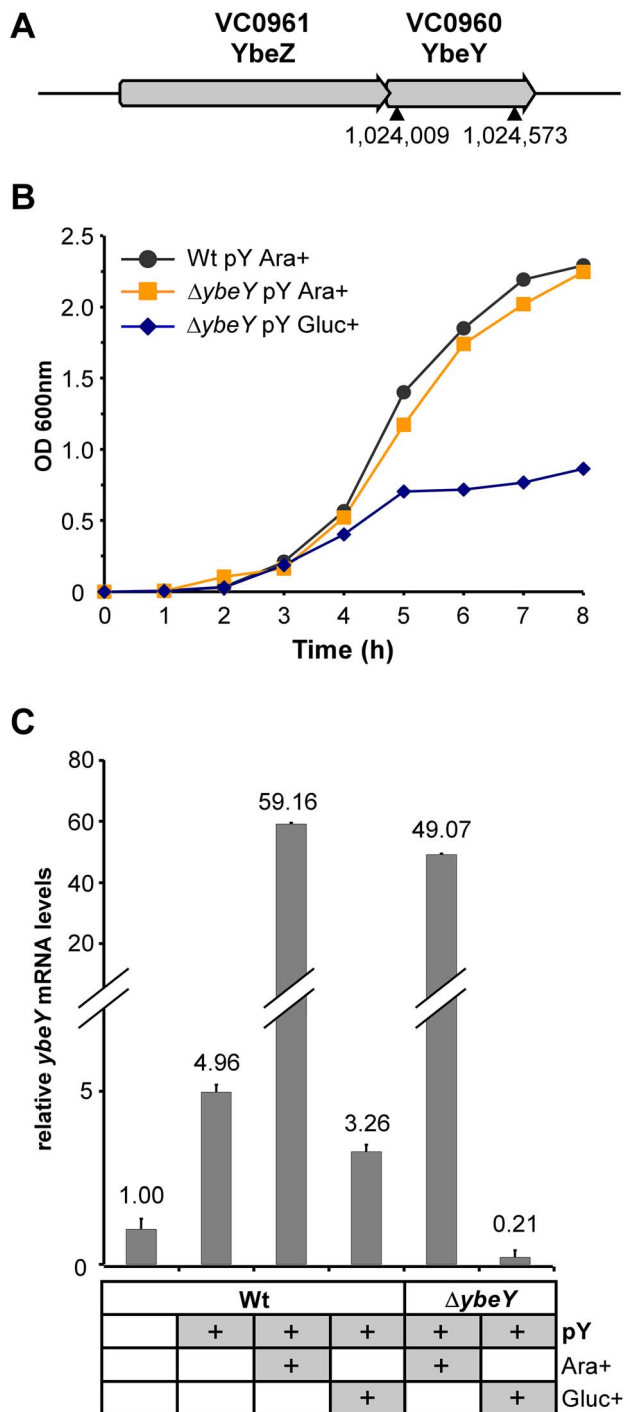 A
VC0961 VC0960
YbeZ YbeY
1,024,009 1,024,573
B
2.5
2.0
1.5
1.0
0.5
0
OD 600nm
Wt pY Ara+
ΔybeY pY Ara+
ΔybeY pY Gluc+
0 1 2 3 4 5 6 7 8
Time (h)
C
80
60
40
20
5
0
relative ybeY mRNA levels
1.00
4.96
59.16
3.26
49.07
0.21
Wt ΔybeY
+ + + + + pY
+ + Ara+
+ + Gluc+